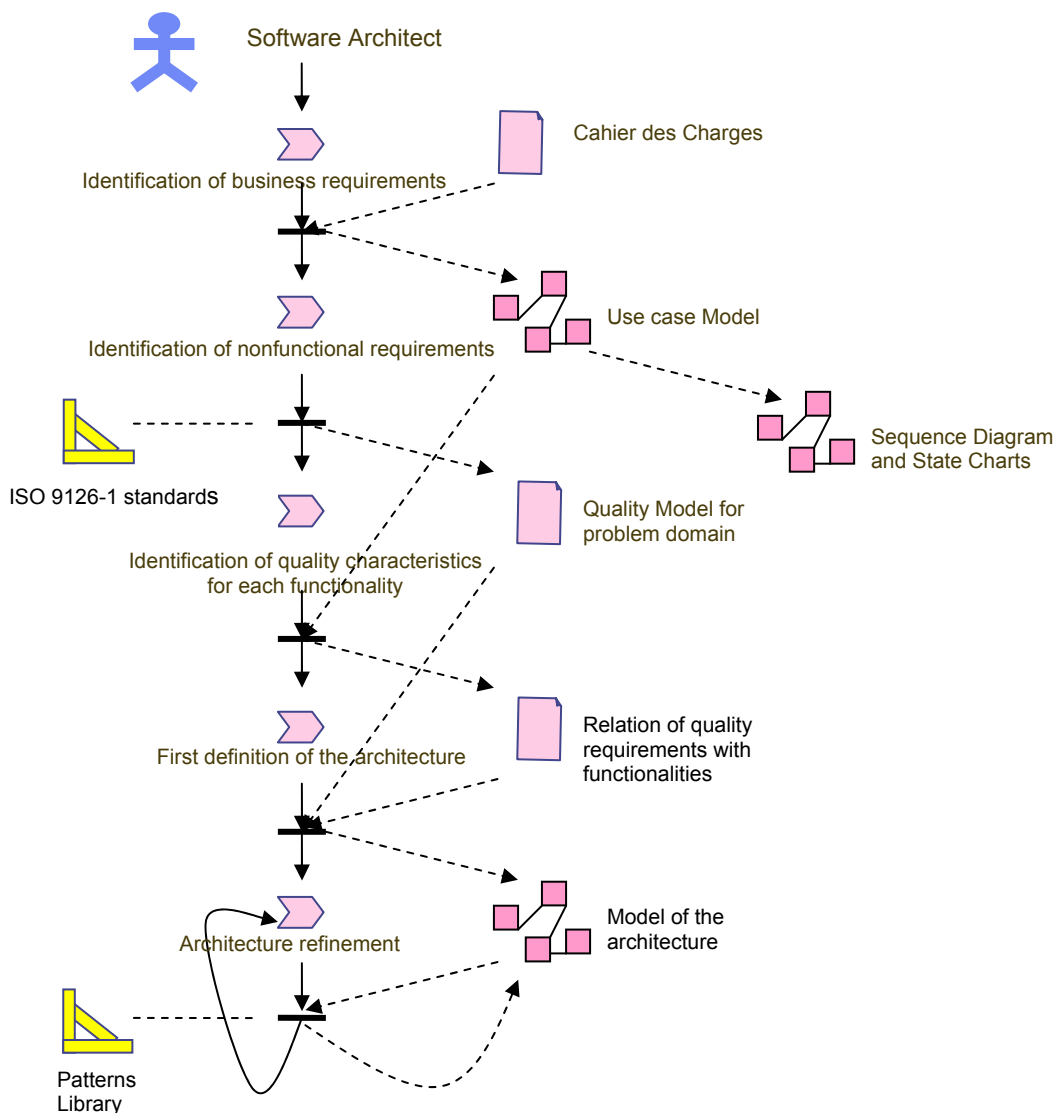 Software Architect
Cahier des Charges
Identification of business requirements
Use case Model
Identification of nonfunctional requirements
Sequence Diagram
and State Charts
ISO 9126-1 standards
Quality Model for
problem domain
Identification of quality characteristics
for each functionality
Relation of quality
requirements with
functionalities
First definition of the architecture
Model of the
architecture
Architecture refinement
Patterns
Library